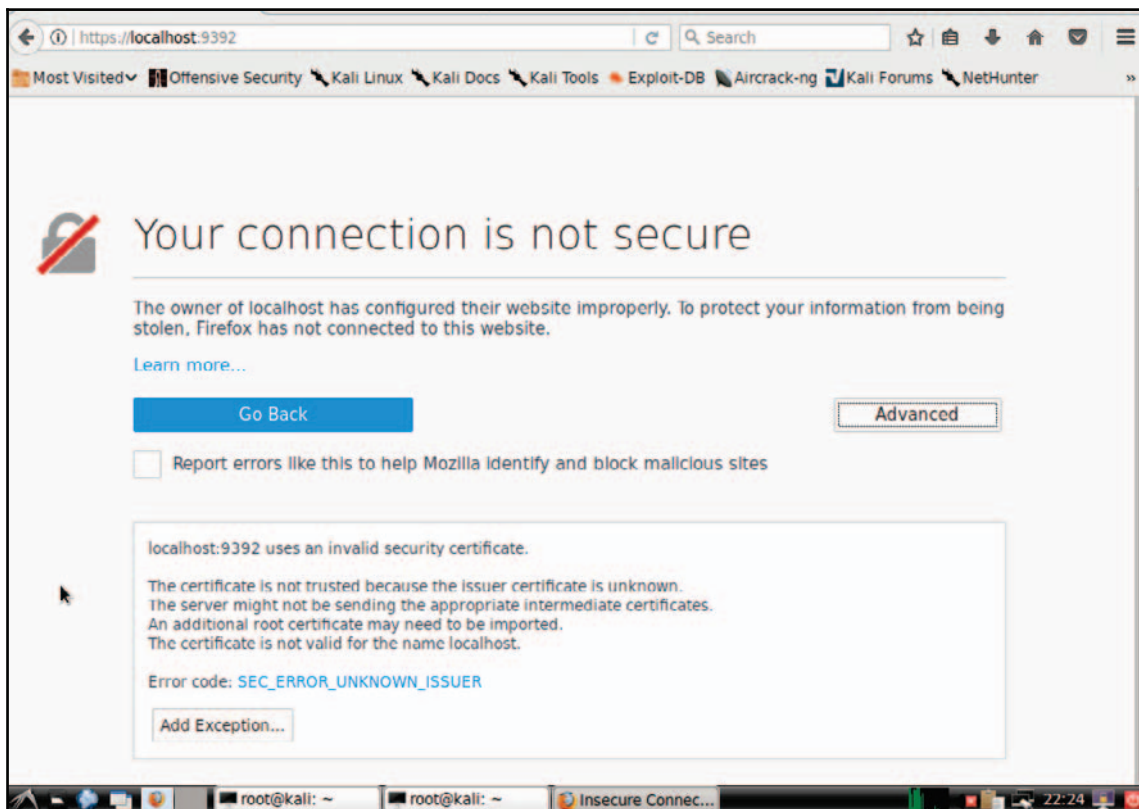 https://localhost:9392
Search
Most Visited
Offensive Security
Kali Linux
Kali Docs
Kali Tools
Exploit-DB
Aircrack-ng
Kali Forums
NetHunter
»
Your connection is not secure
The owner of localhost has configured their website improperly. To protect your information from being
stolen, Firefox has not connected to this website.
Learn more...
Go Back
Advanced
Report errors like this to help Mozilla identify and block malicious sites
localhost:9392 uses an invalid security certificate.
The certificate is not trusted because the issuer certificate is unknown.
The server might not be sending the appropriate intermediate certificates.
An additional root certificate may need to be imported.
The certificate is not valid for the name localhost.
Error code: SEC_ERROR_UNKNOWN_ISSUER
Add Exception...
root@kali: ~
root@kali: ~
Insecure Connec...
22:24